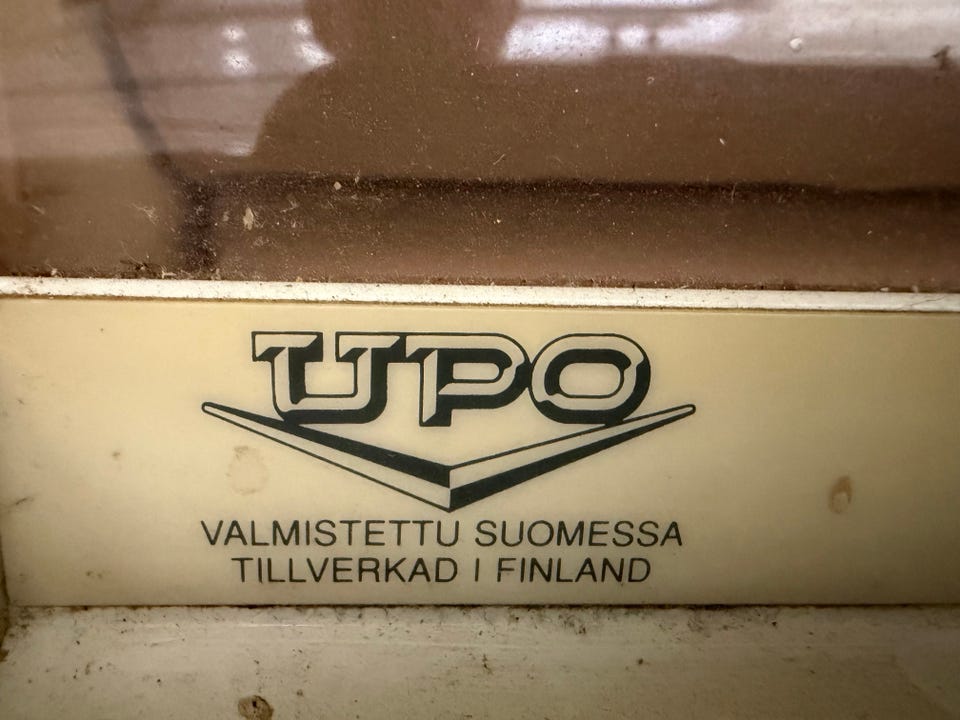 UPO
VALMISTETTU SUOMESSA
TILLVERKAD I FINLAND